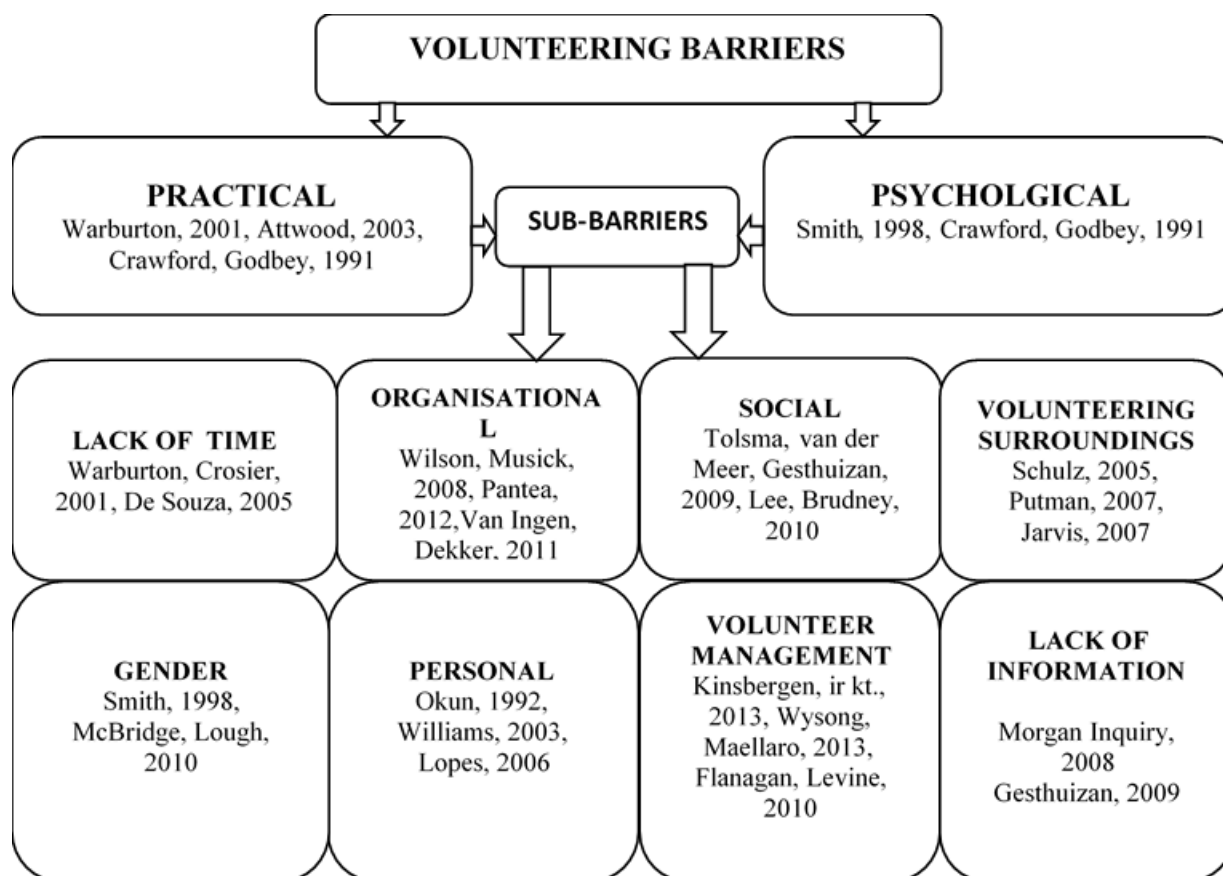 VOLUNTEERING BARRIERS
PRACTICAL
Warburton, 2001, Attwood, 2003,
Crawford, Godbey, 1991
SUB-BARRIERS
PSYCHOLGICAL
Smith, 1998, Crawford, Godbey, 1991
LACK OF TIME
Warburton, Crosier,
2001, De Souza, 2005
ORGANISATIONA
L
Wilson, Musick,
2008, Pantea,
2012,Van Ingen,
Dekker, 2011
SOCIAL
Tolsma, van der
Meer, Gesthuizan,
2009, Lee, Brudney,
2010
VOLUNTEERING
SURROUNDINGS
Schulz, 2005,
Putman, 2007,
Jarvis, 2007
GENDER
Smith, 1998,
McBridge, Lough,
2010
PERSONAL
Okun, 1992,
Williams, 2003,
Lopes, 2006
VOLUNTEER
MANAGEMENT
Kinsbergen, ir kt.,
2013, Wysong,
Maellaro, 2013,
Flanagan, Levine,
2010
LACK OF
INFORMATION
Morgan Inquiry,
2008
Gesthuizan, 2009